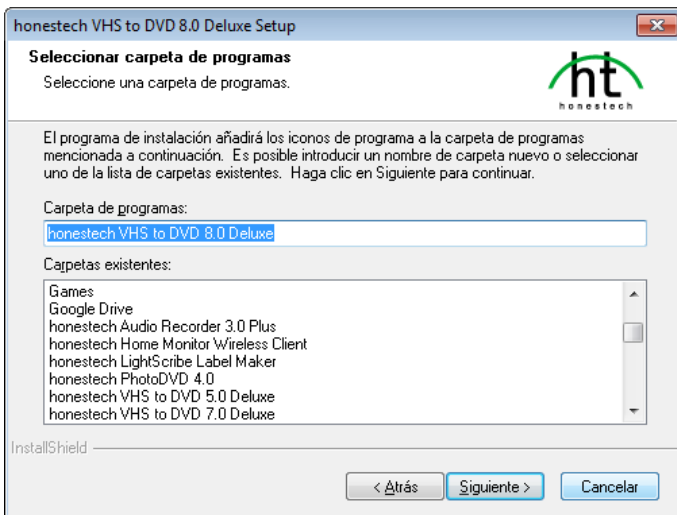 honestech VHS to DVD 8.0 Deluxe Setup
Seleccionar carpeta de programas
Seleccione una carpeta de programas.
ht
honestech
El programa de instalación añadirá los iconos de programa a la carpeta de programas
mencionada a continuación. Es posible introducir un nombre de carpeta nuevo o seleccionar
uno de la lista de carpetas existentes. Haga clic en Siguiente para continuar.
Carpeta de programas:
honestech VHS to DVD 8.0 Deluxe
Carpetas existentes:
Games
Google Drive
honestech Audio Recorder 3.0 Plus
honestech Home Monitor Wireless Client
honestech LightScribe Label Maker
honestech PhotoDVD 4.0
honestech VHS to DVD 5.0 Deluxe
honestech VHS to DVD 7.0 Deluxe
InstallShield
< Atrás
Siguiente >
Cancelar